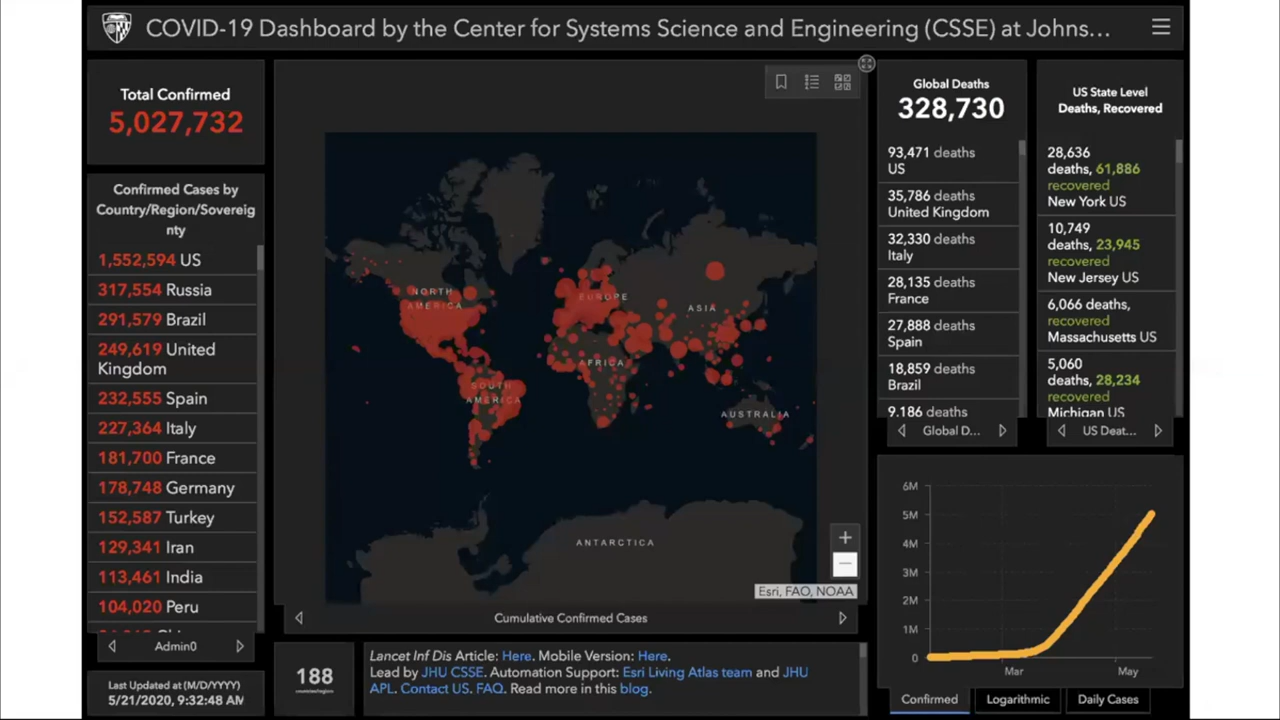 COVID-19 Dashboard by the Center for Systems Science and Engineering (CSSE) at Johns...
Total Confirmed
5,027,732
Confirmed Cases by
Country/Region/Sovereig
nty
1,552,594 US
317,554 Russia
291,579 Brazil
249,619 United
Kingdom
232,555 Spain
227,364 Italy
181,700 France
178,748 Germany
152,587 Turkey
129,341 Iran
113,461 India
104,020 Peru
Admin0
Last Updated at (M/D/YYYY)
5/21/2020, 9:32:48 AM
NORTH
AMERICA
EUROPE
ASIA
AFRICA
SOUTH
AMERICA
AUSTRALIA
ANTARCTICA
Esri, FAO, NOAA
Cumulative Confirmed Cases
188
countries/regions
Lancet Inf Dis Article: Here. Mobile Version: Here.
Lead by JHU CSSE. Automation Support: Esri Living Atlas team and JHU
APL. Contact US. FAQ. Read more in this blog.
Global Deaths
328,730
93,471 deaths
US
35,786 deaths
United Kingdom
32,330 deaths
Italy
28,135 deaths
France
27,888 deaths
Spain
18,859 deaths
Brazil
9,186 deaths
Global D...
US State Level
Deaths, Recovered
28,636
deaths, 61,886
recovered
New York US
10,749
deaths, 23,945
recovered
New Jersey US
6,066 deaths,
recovered
Massachusetts US
5,060
deaths, 28,234
recovered
Michigan US
US Deat...
6M
5M
4M
3M
2M
1M
0
Mar
May
Confirmed
Logarithmic
Daily Cases